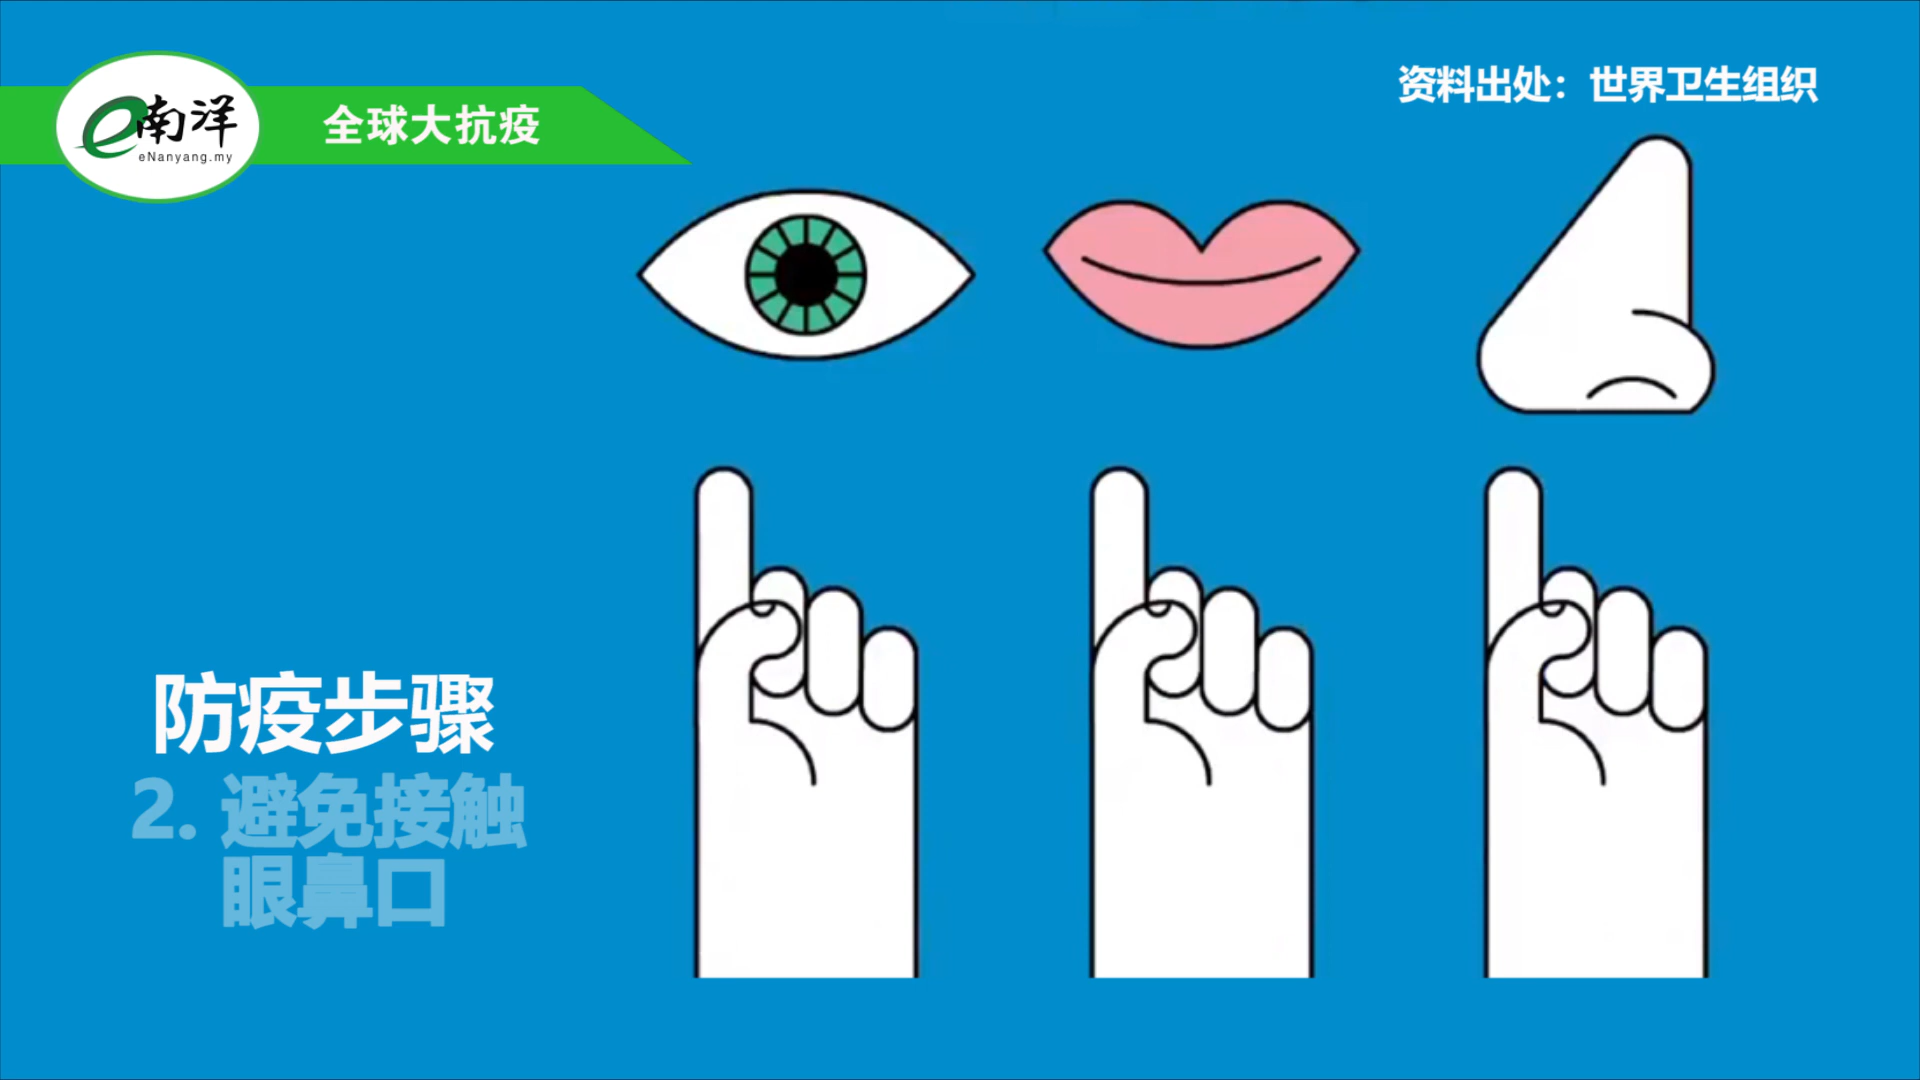 e南洋
eNanyang.my
全球大抗疫
资料出处：世界卫生组织
防疫步骤
2. 避免接触
眼鼻口